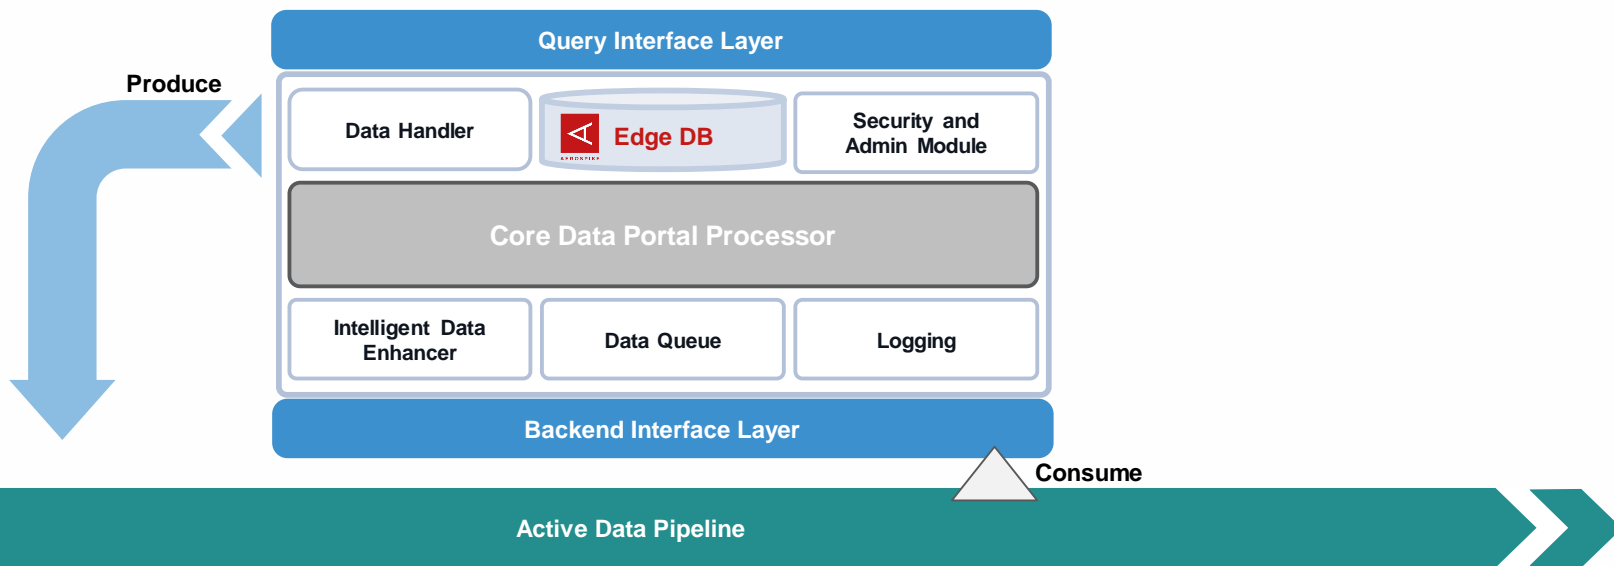 Query Interface Layer
Produce
Data Handler
AEROSPIKE
Edge DB
Security and
Admin Module
Core Data Portal Processor
Intelligent Data
Enhancer
Data Queue
Logging
Backend Interface Layer
Consume
Active Data Pipeline